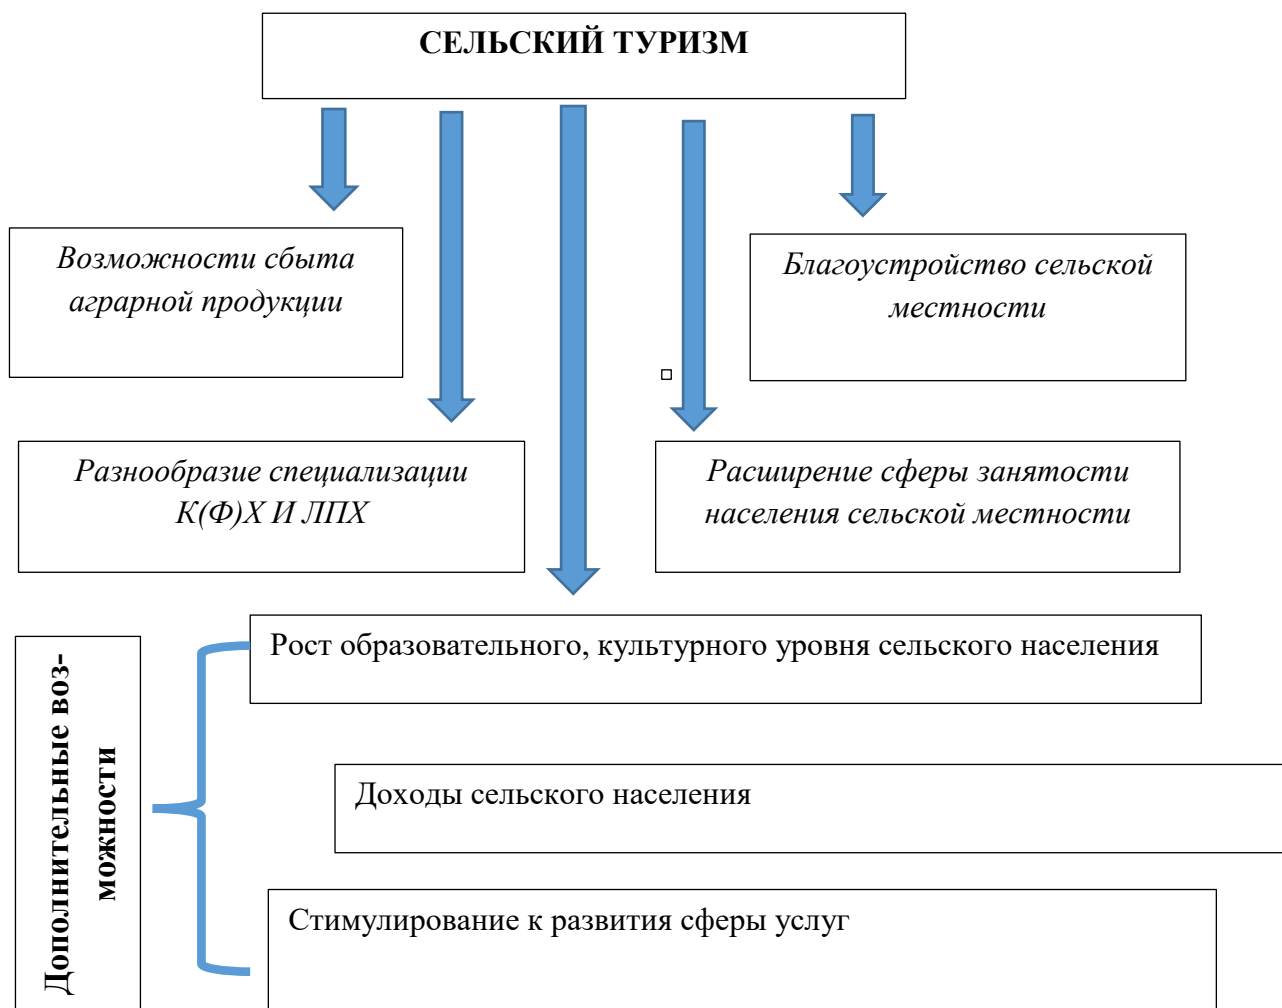 СЕЛЬСКИЙ ТУРИЗМ
Возможности сбыта
аграрной продукции
Благоустройство сельской
местности
Разнообразие специализации
К(Ф)Х И ЛПХ
Расширение сферы занятости
населения сельской местности
Дополнительные воз-
можности
Рост образовательного, культурного уровня сельского населения
Доходы сельского населения
Стимулирование к развития сферы услуг